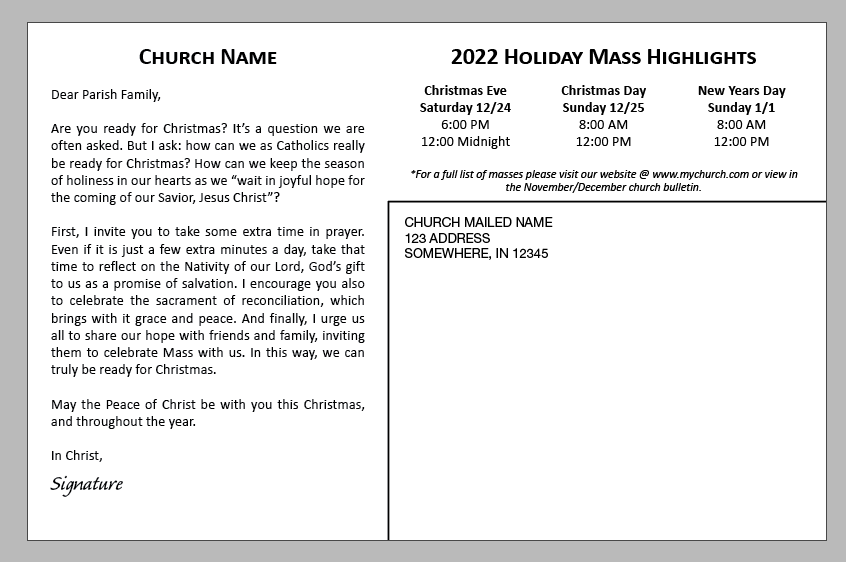 CHURCH NAME
Dear Parish Family,
Are you ready for Christmas? It’s a question we are
often asked. But I ask: how can we as Catholics really
be ready for Christmas? How can we keep the season
of holiness in our hearts as we “wait in joyful hope for
the coming of our Savior, Jesus Christ”?
First, I invite you to take some extra time in prayer.
Even if it is just a few extra minutes a day, take that
time to reflect on the Nativity of our Lord, God’s gift
to us as a promise of salvation. I encourage you also
to celebrate the sacrament of reconciliation, which
brings with it grace and peace. And finally, I urge us
all to share our hope with friends and family, inviting
them to celebrate Mass with us. In this way, we can
truly be ready for Christmas.
May the Peace of Christ be with you this Christmas,
and throughout the year.
In Christ,
Signature
2022 HOLIDAY MASS HIGHLIGHTS
Christmas Eve
Saturday 12/24
6:00 PM
12:00 Midnight
Christmas Day
Sunday 12/25
8:00 AM
12:00 PM
New Years Day
Sunday 1/1
8:00 AM
12:00 PM
*For a full list of masses please visit our website @ www.mychurch.com or view in
the November/December church bulletin.
CHURCH MAILED NAME
123 ADDRESS
SOMEWHERE, IN 12345